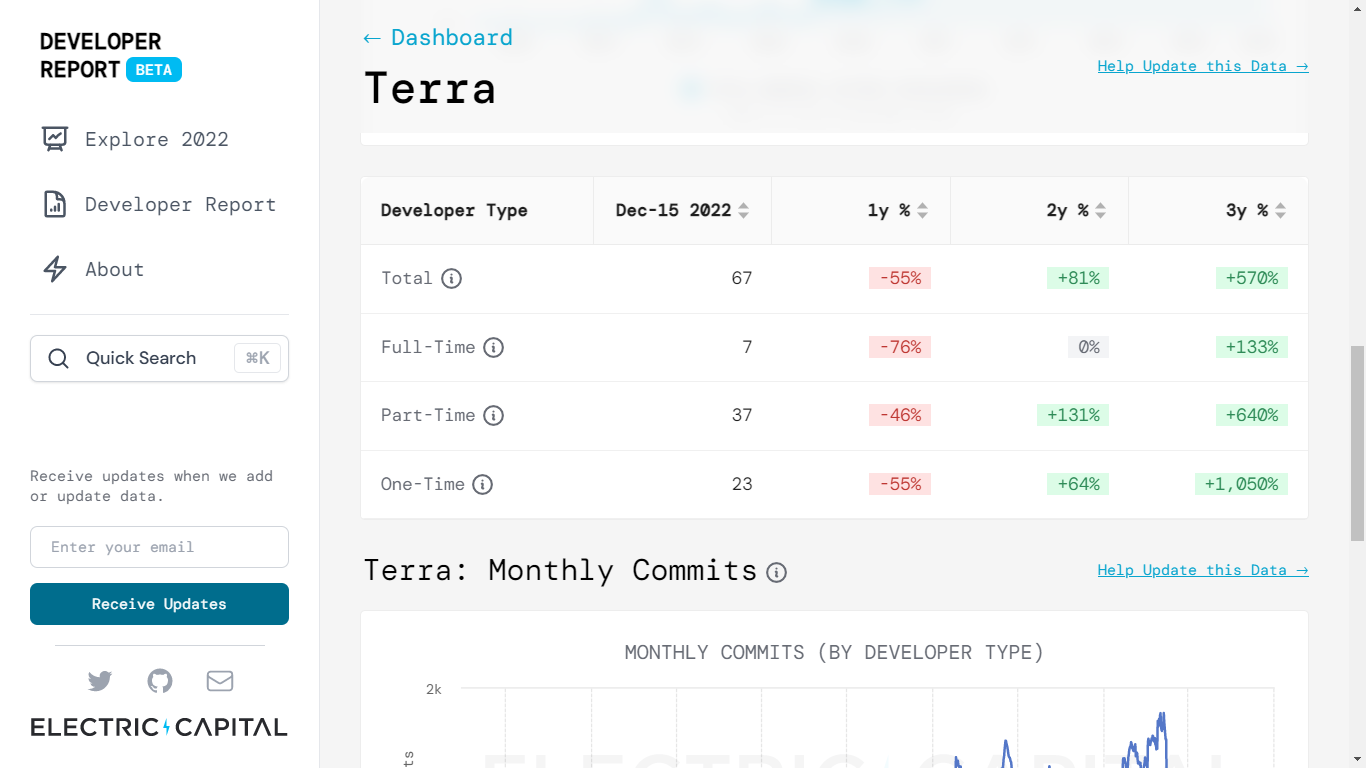 DEVELOPER
REPORT BETA
Explore 2022
Developer Report
About
Quick Search ⌘K
Receive updates when we add
or update data.
Enter your email
Receive Updates
ELECTRIC CAPITAL
← Dashboard
Terra
Help Update this Data →
Developer Type Dec-15 2022 1y % 2y % 3y %
Total 67 -55% +81% +570%
Full-Time 7 -76% 0% +133%
Part-Time 37 -46% +131% +640%
One-Time 23 -55% +64% +1,050%
Terra: Monthly Commits
Help Update this Data →
MONTHLY COMMITS (BY DEVELOPER TYPE)
2k
ELECTRIC CAPITAL